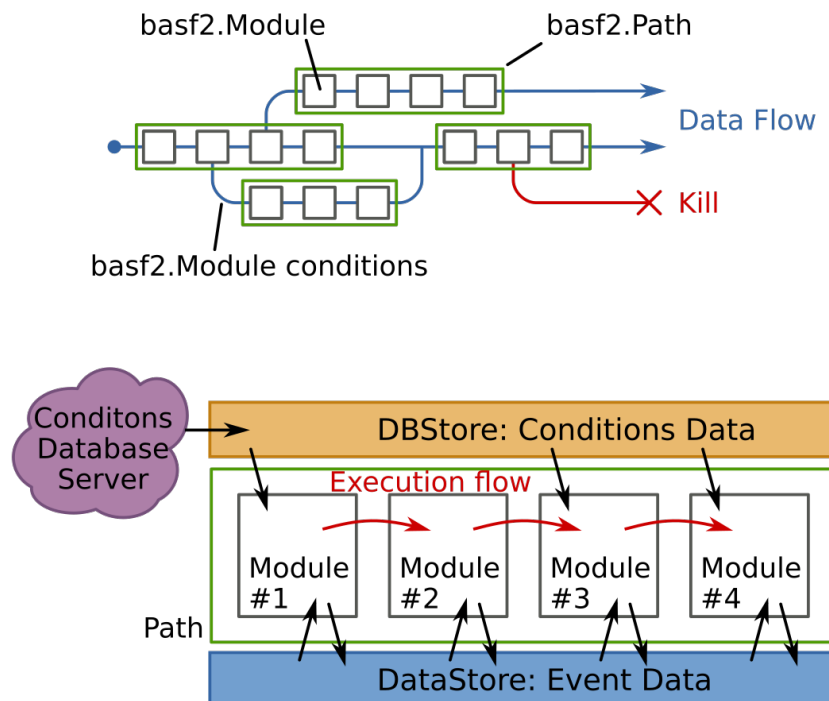 basf2.Module
basf2.Path
Data Flow
Kill
basf2.Module conditions
Conditons
Database
Server
DBStore: Conditions Data
Execution flow
Module
#1
Module
#2
Module
#3
Module
#4
Path
DataStore: Event Data